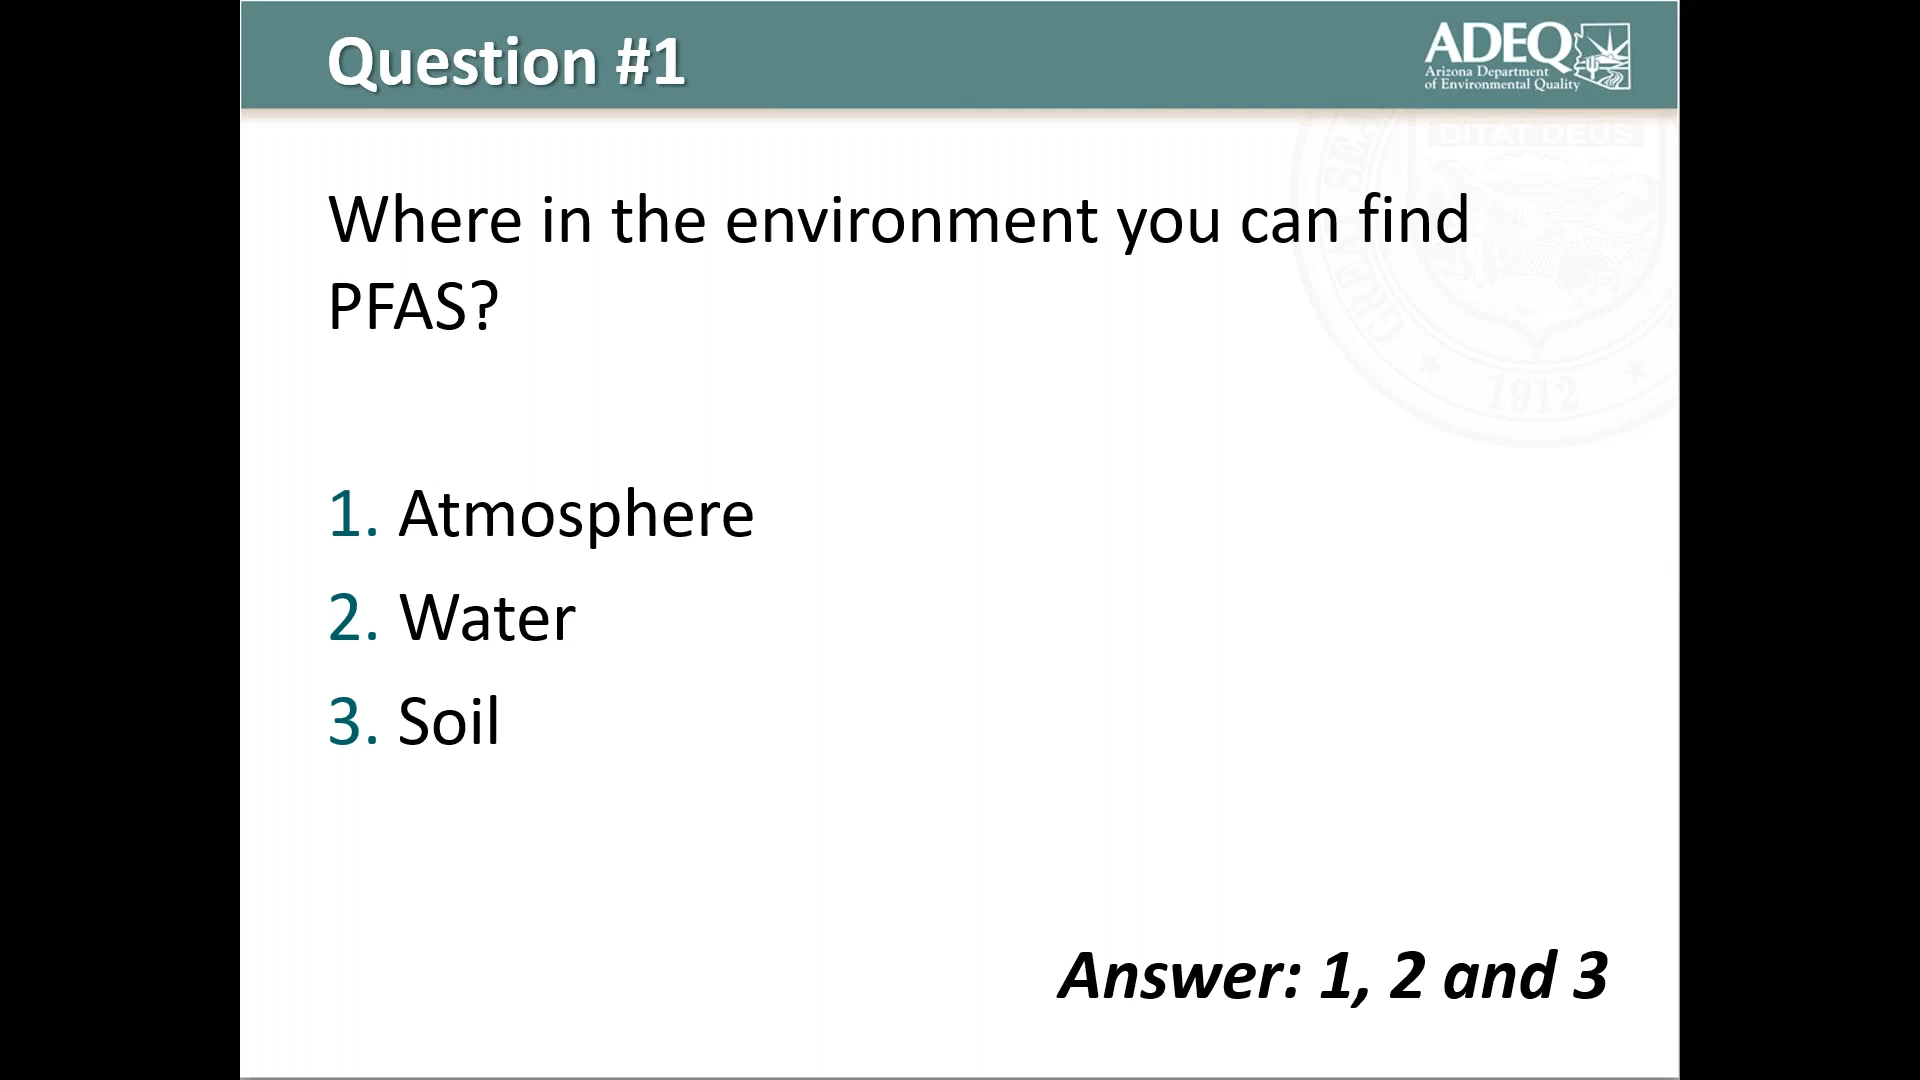 Question #1
ADEQ
Arizona Department
of Environmental Quality
DITAT DEUS
Where in the environment you can find
PFAS?
1912
1. Atmosphere
2. Water
3. Soil
Answer: 1, 2 and 3